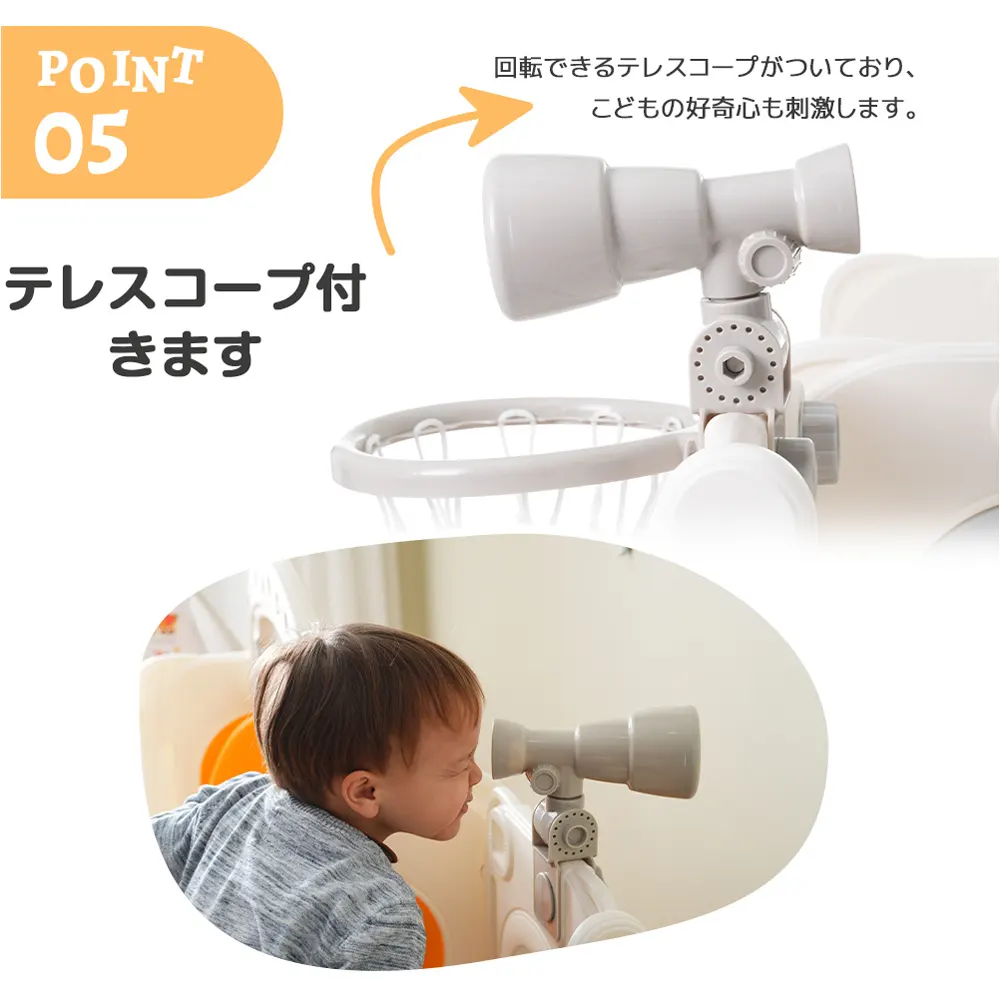 POINT
05
回転できるテレスコープがついており、
こどもの好奇心も刺激します。
テレスコープ付
きます